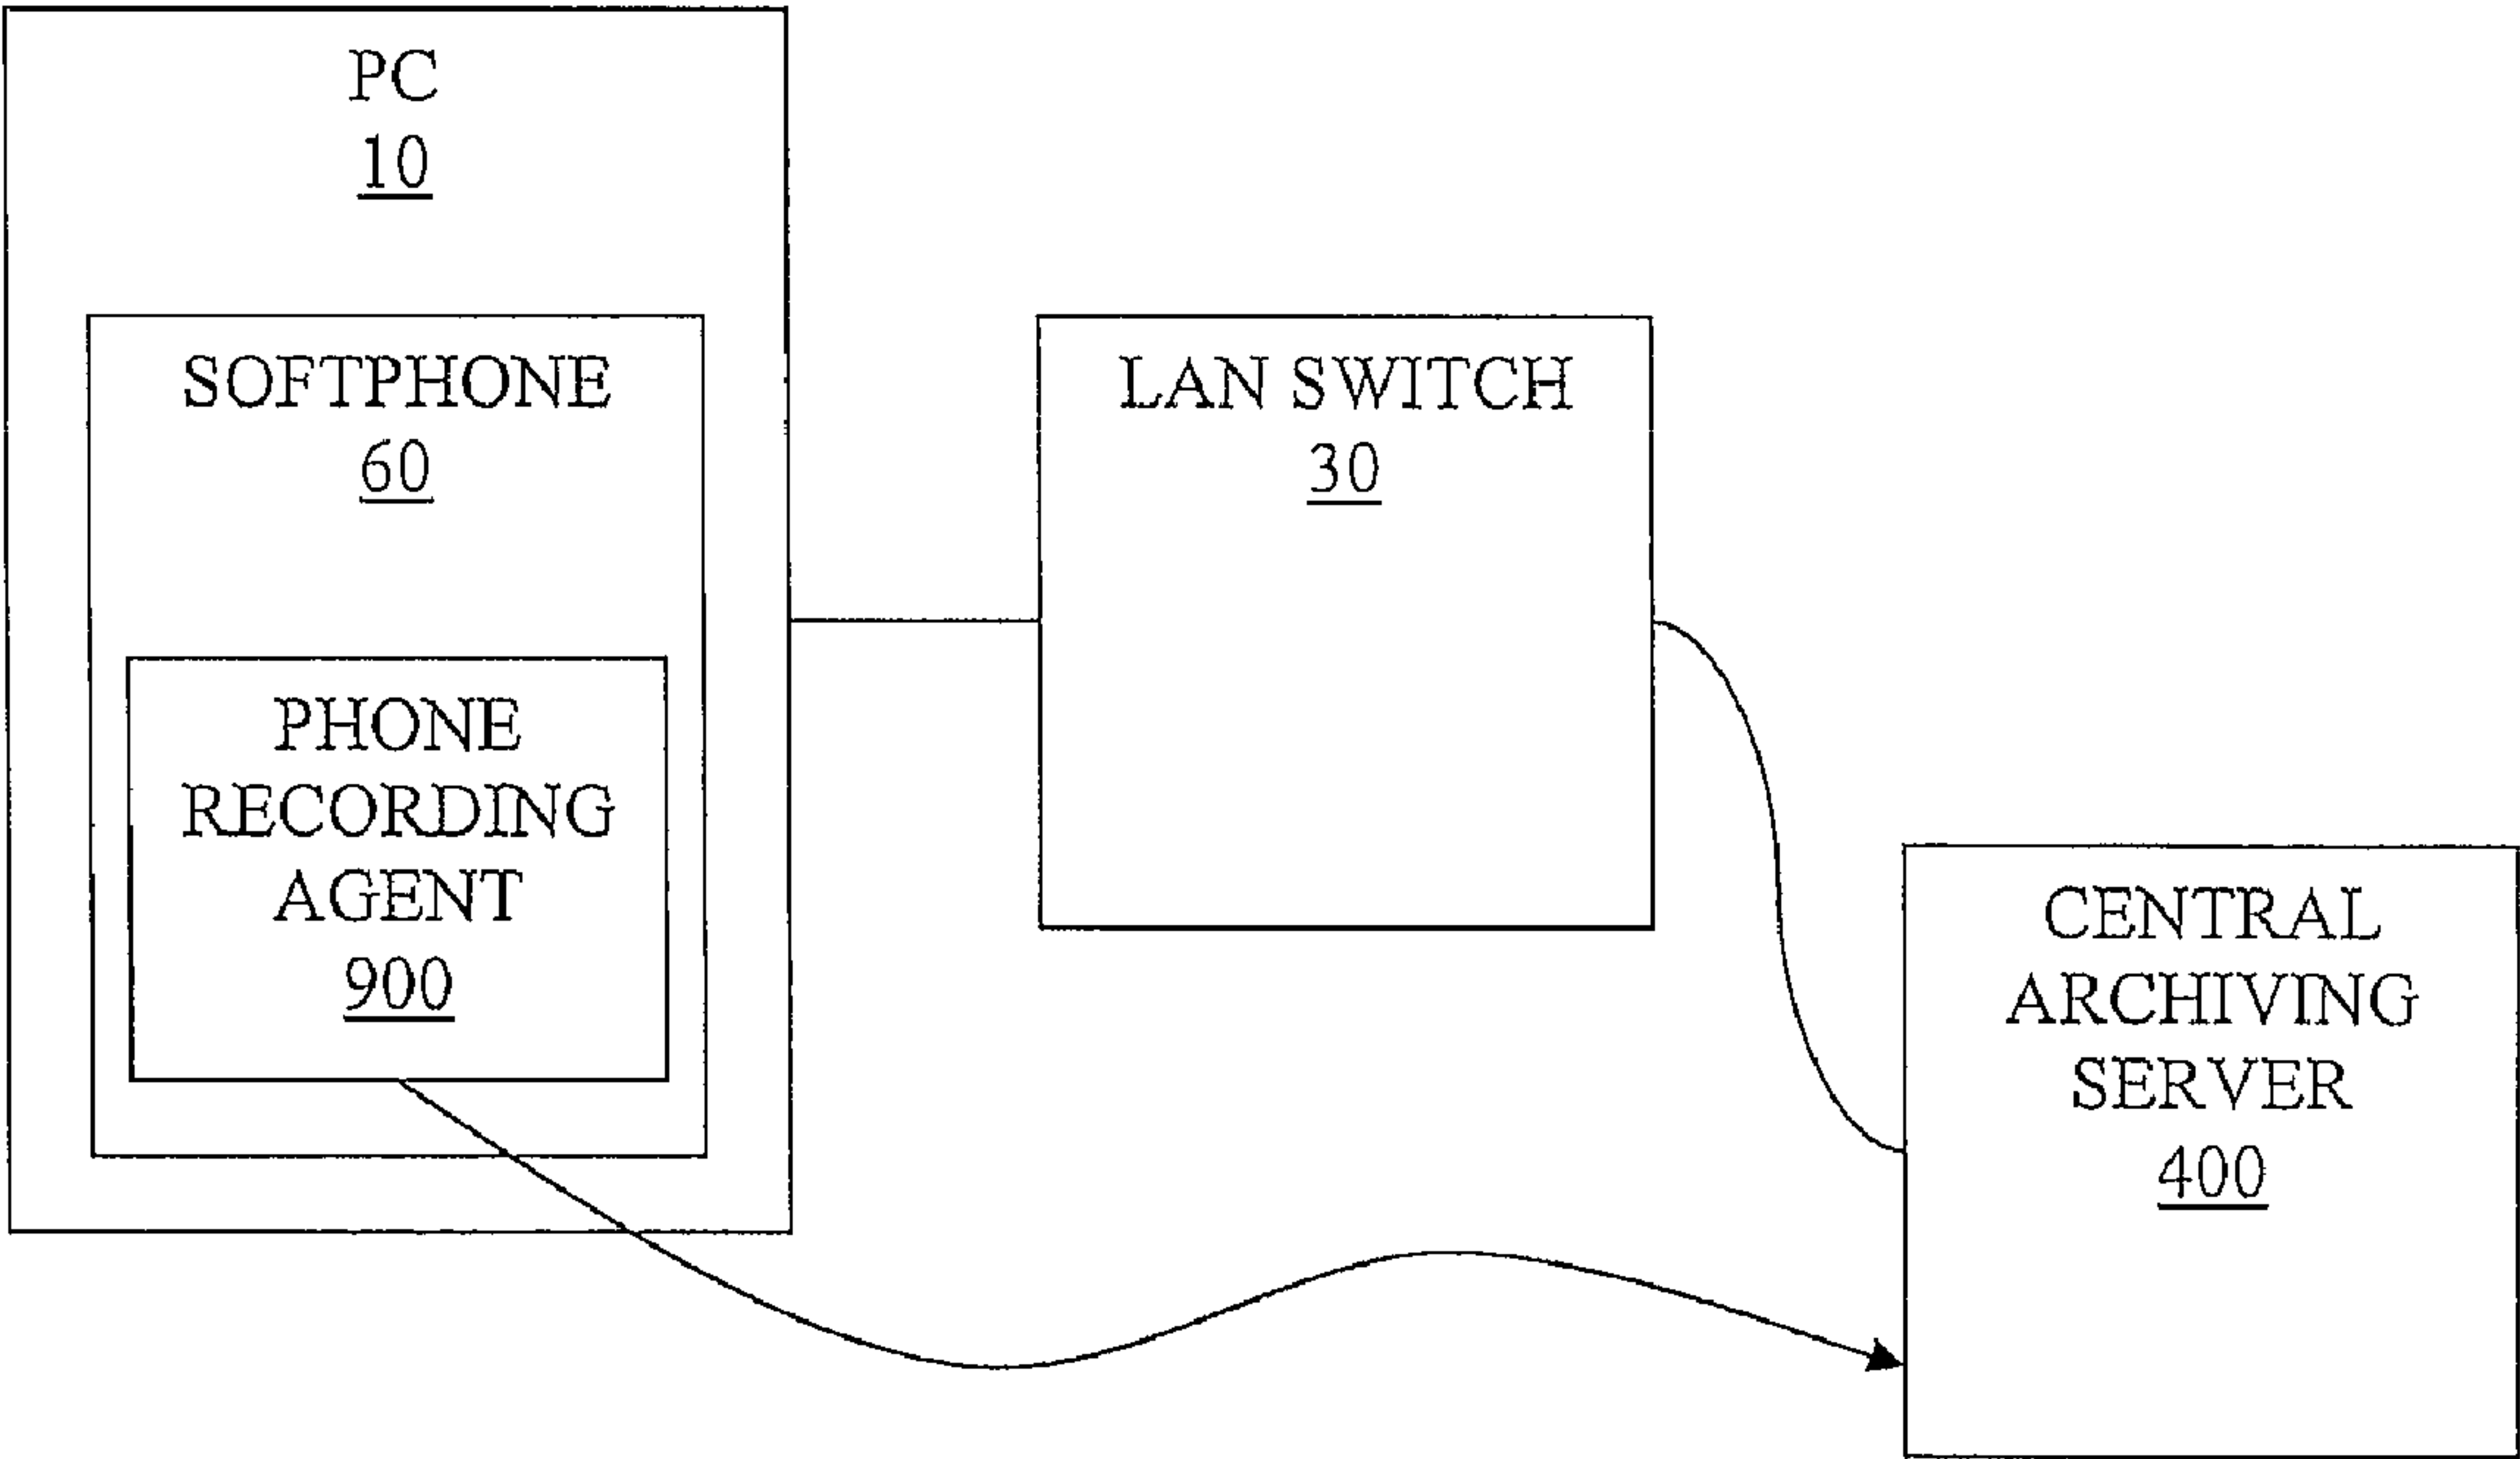 PC
10
SOFTPHONE
60
PHONE
RECORDING
AGENT
900
LAN SWITCH
30
CENTRAL
ARCHIVING
SERVER
400